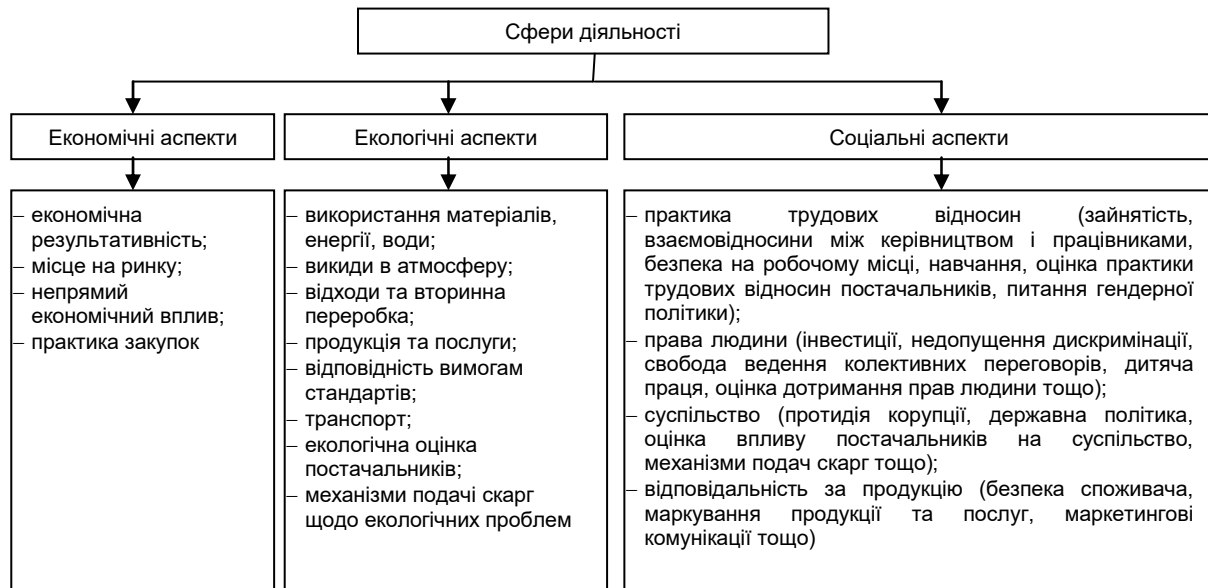 Сфери діяльності
Економічні аспекти
Екологічні аспекти
Соціальні аспекти
– економічна
результативність;
– місце на ринку;
– непрямий
економічний вплив;
– практика закупок
– використання матеріалів,
енергії, води;
– викиди в атмосферу;
– відходи та вторинна
переробка;
– продукція та послуги;
– відповідність вимогам
стандартів;
– транспорт;
– екологічна оцінка
постачальників;
– механізми подачі скарг
щодо екологічних проблем
– практика трудових відносин (зайнятість,
взаємовідносини між керівництвом і працівниками,
безпека на робочому місці, навчання, оцінка практики
трудових відносин постачальників, питання гендерної
політики);
– права людини (інвестиції, недопущення дискримінації,
свобода ведення колективних переговорів, дитяча
праця, оцінка дотримання прав людини тощо);
– суспільство (протидія корупції, державна політика,
оцінка впливу постачальників на суспільство,
механізми подач скарг тощо);
– відповідальність за продукцію (безпека споживача,
маркування продукції та послуг, маркетингові
комунікації тощо)